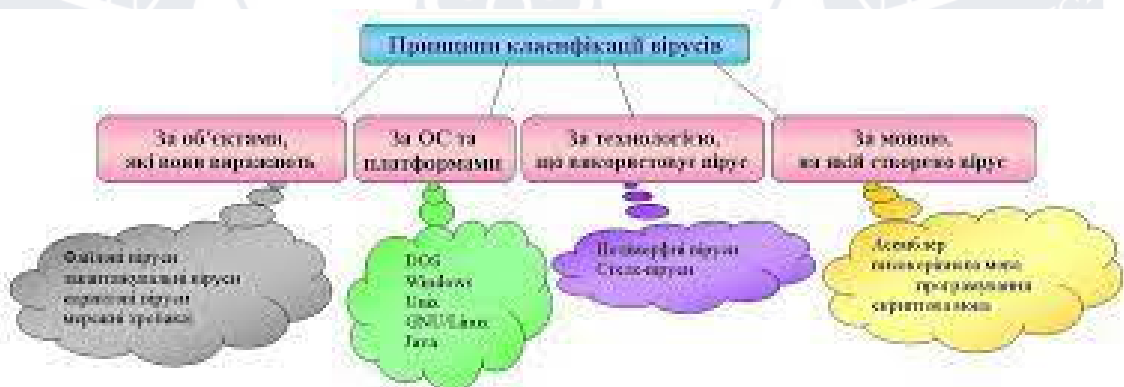 Принципи класифікації вірусів
За об'єктами,
які вони вражають
За ОС та
платформами
За технологією,
що використовує вірус
За мовою,
на якій створено вірус
Файлові віруси
завантажувальні віруси
скриптові віруси
мережні хробаки
DOS
Windows
Unix
GNU/Linux
Java
Поліморфні віруси
Стелс-віруси
Асемблер
високорівнева мова
програмування
скриптова мова